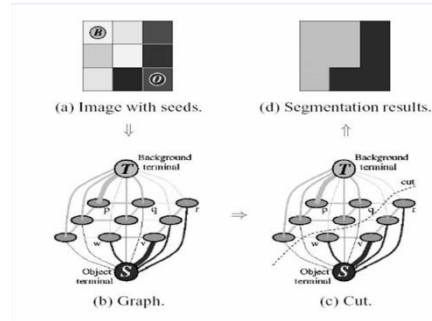 B
O
(a) Image with seeds.
(d) Segmentation results.
Background
terminal
T
p
q
r
w
v
Object
terminal
S
(b) Graph.
Background
terminal
T
cut
p
q
r
w
v
Object
terminal
S
(c) Cut.